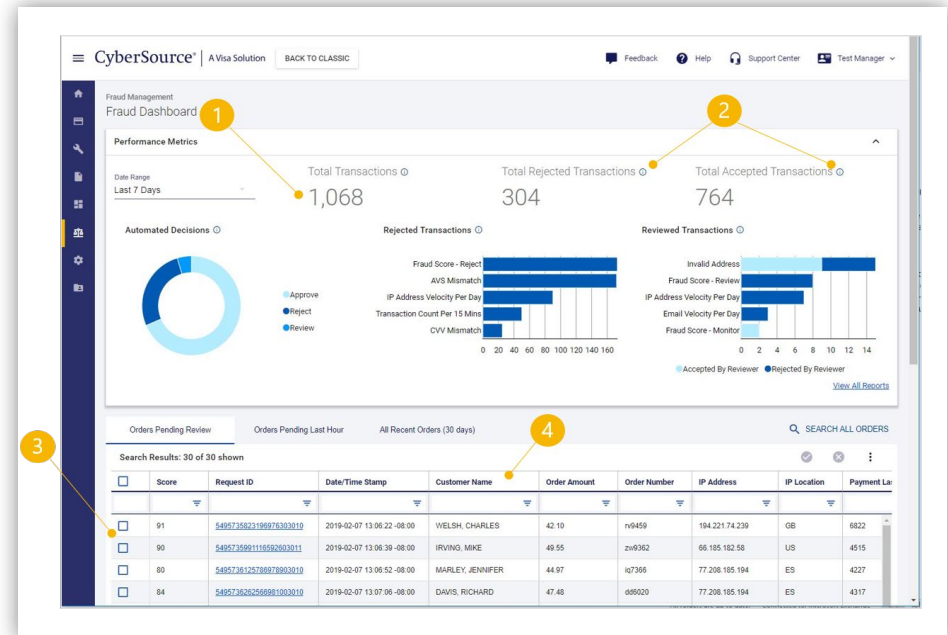 CyberSource® | A Visa Solution BACK TO CLASSIC Feedback Help Support Center Test Manager
Fraud Management
Fraud Dashboard
1
2
Performance Metrics
Date Range
Last 7 Days
Total Transactions
1,068
Total Rejected Transactions
304
Total Accepted Transactions
764
Automated Decisions
Approve
Reject
Review
Rejected Transactions
Fraud Score - Reject
AVS Mismatch
IP Address Velocity Per Day
Transaction Count Per 15 Mins
CVV Mismatch
0 20 40 60 80 100 120 140 160
Reviewed Transactions
Invalid Address
Fraud Score - Review
IP Address Velocity Per Day
Email Velocity Per Day
Fraud Score - Monitor
0 2 4 6 8 10 12 14
Accepted By Reviewer Rejected By Reviewer
View All Reports
3
4
Orders Pending Review Orders Pending Last Hour All Recent Orders (30 days) SEARCH ALL ORDERS
Search Results: 30 of 30 shown
Score Request ID Date/Time Stamp Customer Name Order Amount Order Number IP Address IP Location Payment Las
91 5495735823196976303010 2019-02-07 13:06:22 -08:00 WELSH, CHARLES 42.10 rv9459 194.221.74.239 GB 6822
90 5495735991116592603011 2019-02-07 13:06:39 -08:00 IRVING, MIKE 49.55 zw9362 66.185.182.58 US 4515
80 5495736125786978903010 2019-02-07 13:06:52 -08:00 MARLEY, JENNIFER 44.97 iq7366 77.208.185.194 ES 4227
84 5495736262566981003010 2019-02-07 13:07:06 -08:00 DAVIS, RICHARD 47.48 dd6020 77.208.185.194 ES 4317